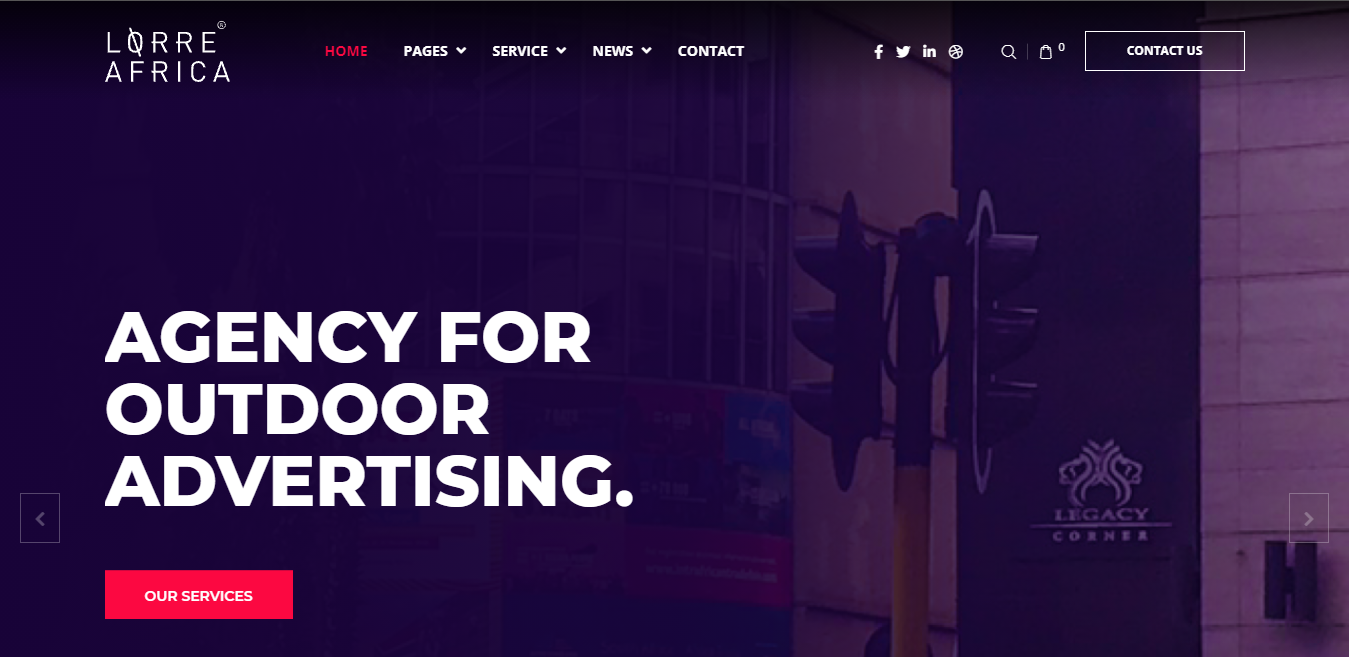 LORRE ®
AFRICA
HOME PAGES SERVICE NEWS CONTACT
0
CONTACT US
AGENCY FOR
OUTDOOR
ADVERTISING.
LEGACY
CORNER
OUR SERVICES